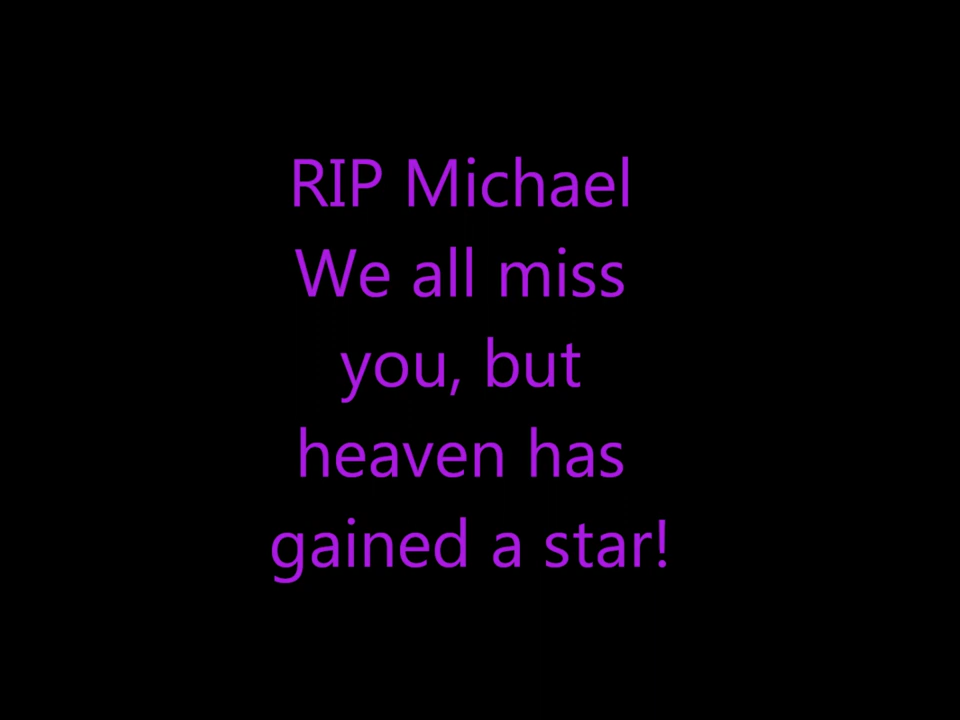 RIP Michael
We all miss
you, but
heaven has
gained a star!